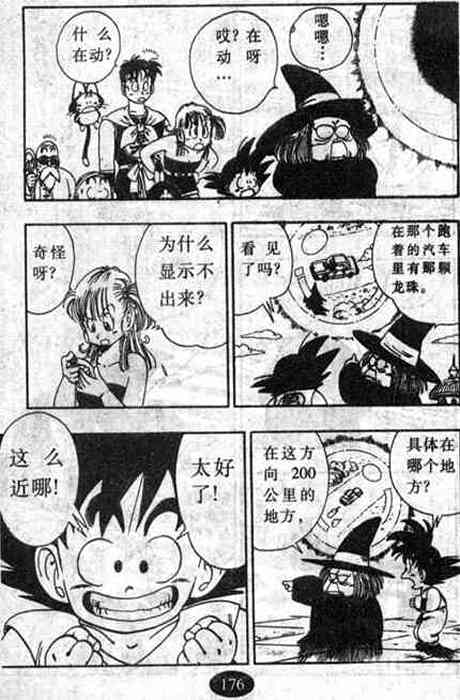 嗯
嗯…
哎?在
动 呀
…
什么
在动?
在那个跑
着的汽车
里有那颗
龙珠。
看见
了吗?
为什么
显示不
出来?
奇怪
呀?
具体在
哪个地
方?
在这方
向 200
公里的
地方,
太好
了!
这么
近哪!
176